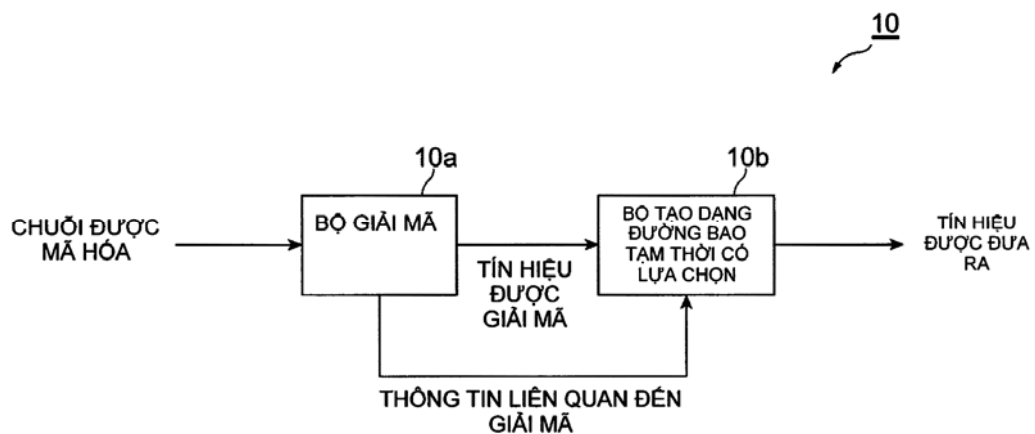 10
10a
10b
CHUỖI ĐƯỢC
MÃ HÓA
BỘ GIẢI MÃ
TÍN HIỆU
ĐƯỢC
GIẢI MÃ
BỘ TẠO DẠNG
ĐƯỜNG BAO
TẠM THỜI CÓ
LỰA CHỌN
TÍN HIỆU
ĐƯỢC ĐƯA
RA
THÔNG TIN LIÊN QUAN ĐẾN
GIẢI MÃ